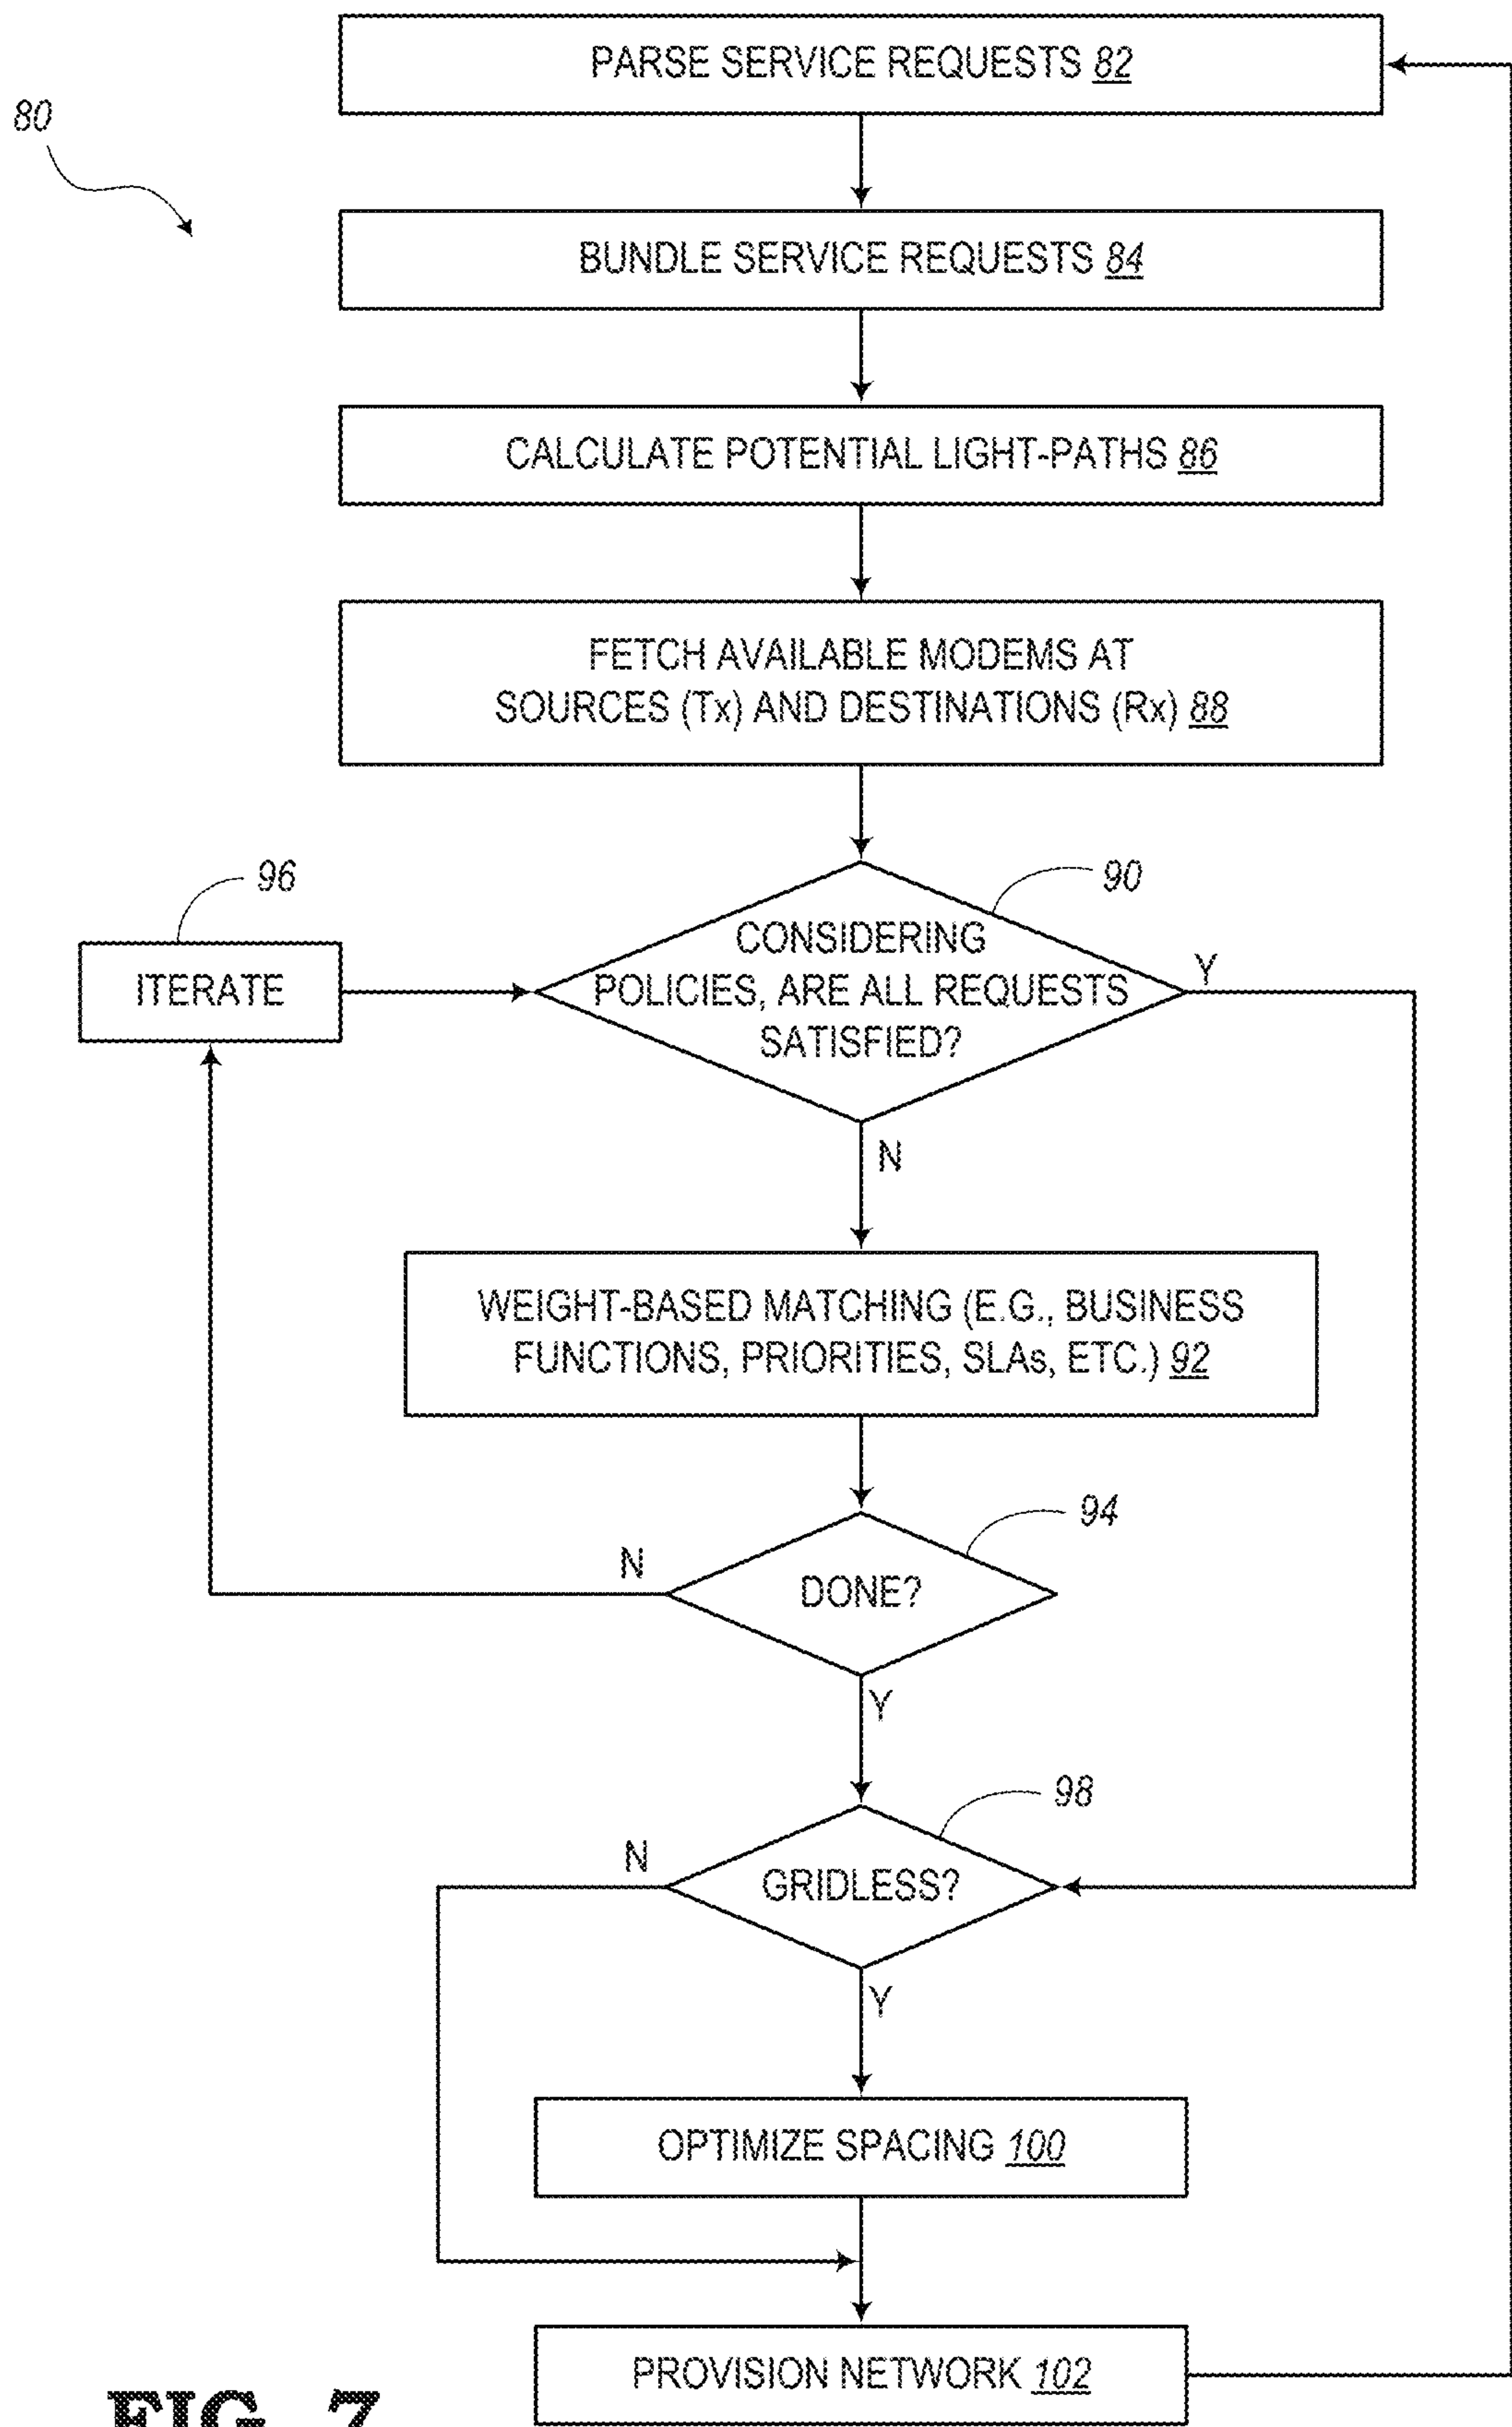 PARSE SERVICE REQUESTS 82
80
BUNDLE SERVICE REQUESTS 84
CALCULATE POTENTIAL LIGHT-PATHS 86
FETCH AVAILABLE MODEMS AT
SOURCES (Tx) AND DESTINATIONS (Rx) 88
96
90
ITERATE
CONSIDERING
POLICIES, ARE ALL REQUESTS
SATISFIED?
Y
N
WEIGHT-BASED MATCHING (E.G., BUSINESS
FUNCTIONS, PRIORITIES, SLAs, ETC.) 92
94
N
DONE?
Y
98
N
GRIDLESS?
Y
OPTIMIZE SPACING 100
PROVISION NETWORK 102
FIG. 7